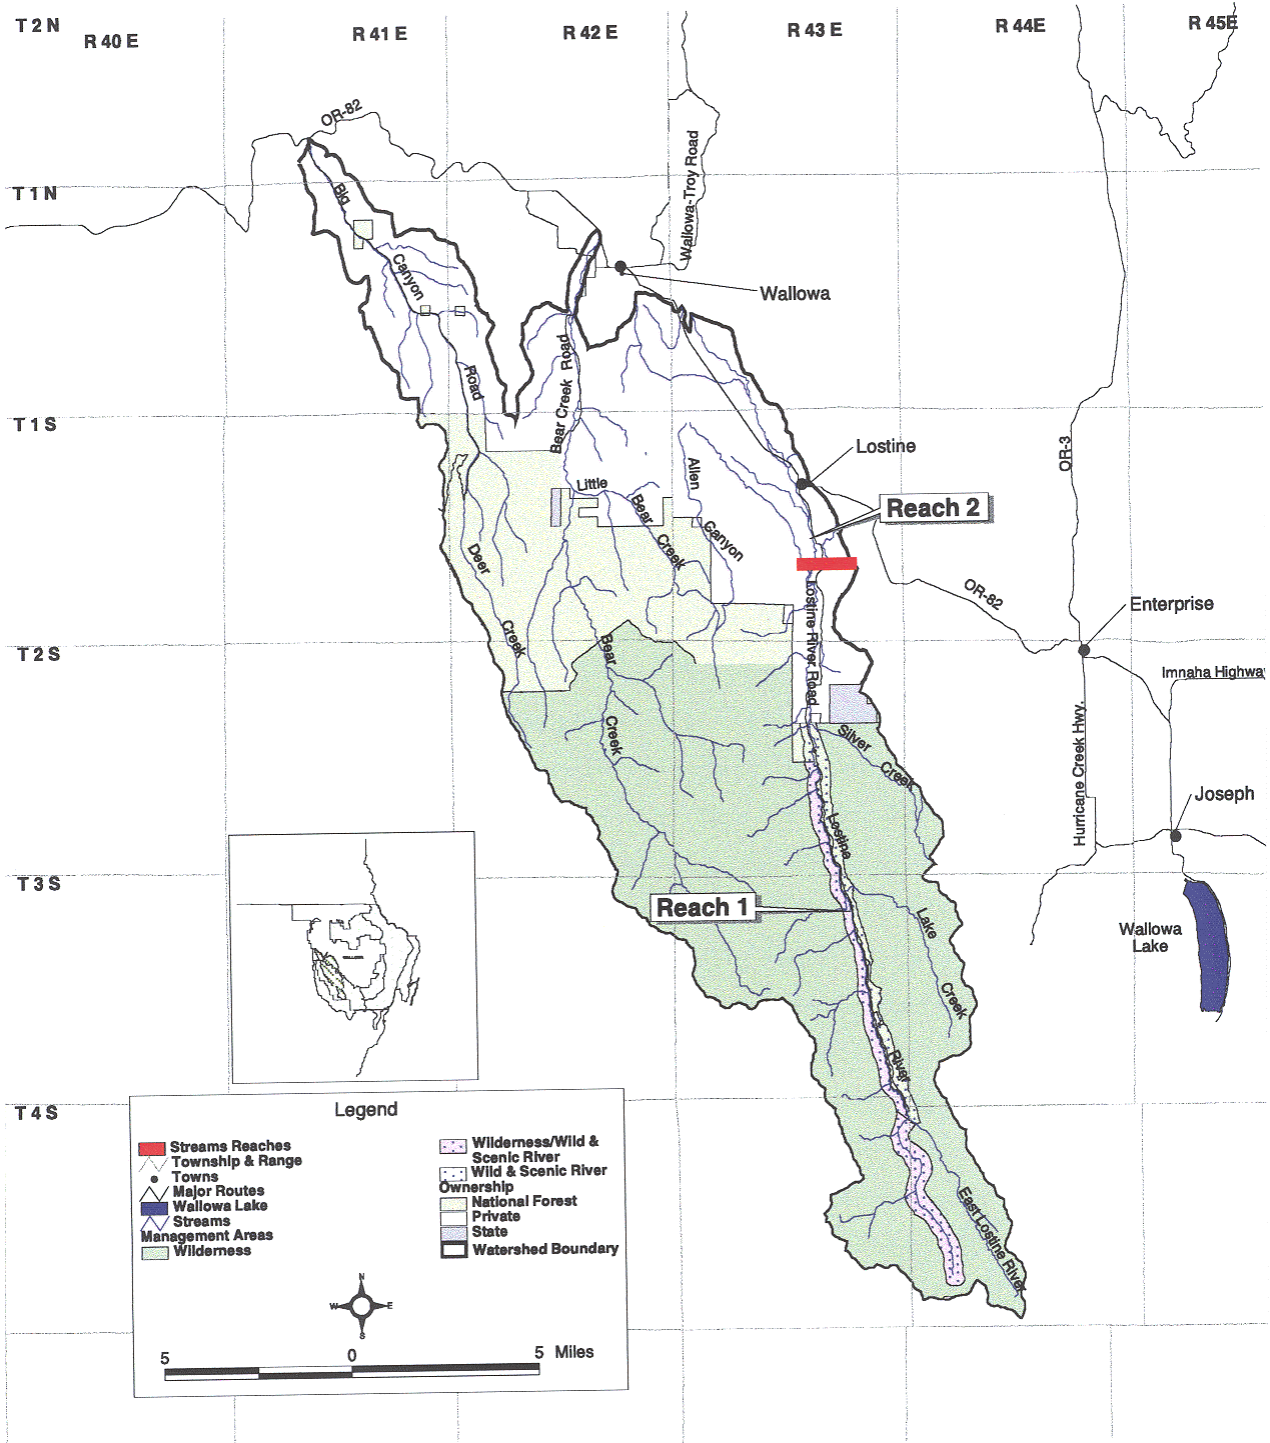 T 2 N
R 40 E
R 41 E
R 42 E
R 43 E
R 44E
R 45E
OR-82
Wallowa-Troy Road
T 1 N
Big
Canyon
Road
Wallowa
Bear Creek Road
T 1 S
Lostine
OR-3
Reach 2
Allen
Canyon
Little
Bear
Creek
Deer
Creek
OR-82
Enterprise
Lostine River Road
T 2 S
Bear
Creek
Imnaha Highwa
Hurricane Creek Hwy.
Silver
Creek
Joseph
Lostine
T 3 S
Reach 1
Lake
Creek
Wallowa
Lake
River
T 4 S
East Lostine River
Legend
Streams Reaches
Township & Range
Towns
Major Routes
Wallowa Lake
Streams
Management Areas
Wilderness
Wilderness/Wild &
Scenic River
Wild & Scenic River
Ownership
National Forest
Private
State
Watershed Boundary
N
W
E
S
5
0
5 Miles